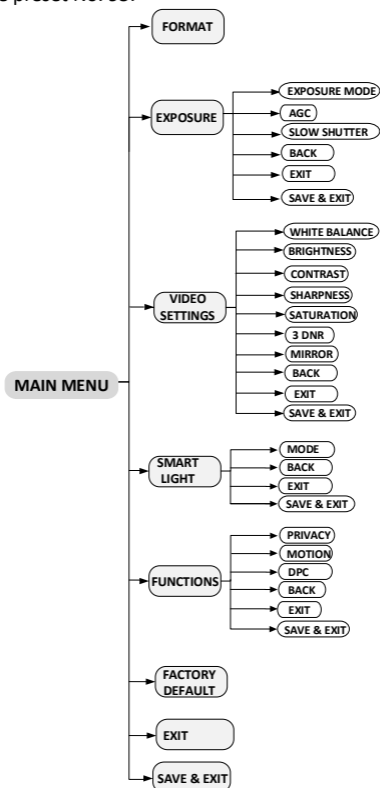 FORMAT
EXPOSURE
EXPOSURE MODE
AGC
SLOW SHUTTER
BACK
EXIT
SAVE & EXIT
VIDEO
SETTINGS
WHITE BALANCE
BRIGHTNESS
CONTRAST
SHARPNESS
SATURATION
3 DNR
MIRROR
BACK
EXIT
SAVE & EXIT
MAIN MENU
SMART
LIGHT
MODE
BACK
EXIT
SAVE & EXIT
FUNCTIONS
PRIVACY
MOTION
DPC
BACK
EXIT
SAVE & EXIT
FACTORY
DEFAULT
EXIT
SAVE & EXIT